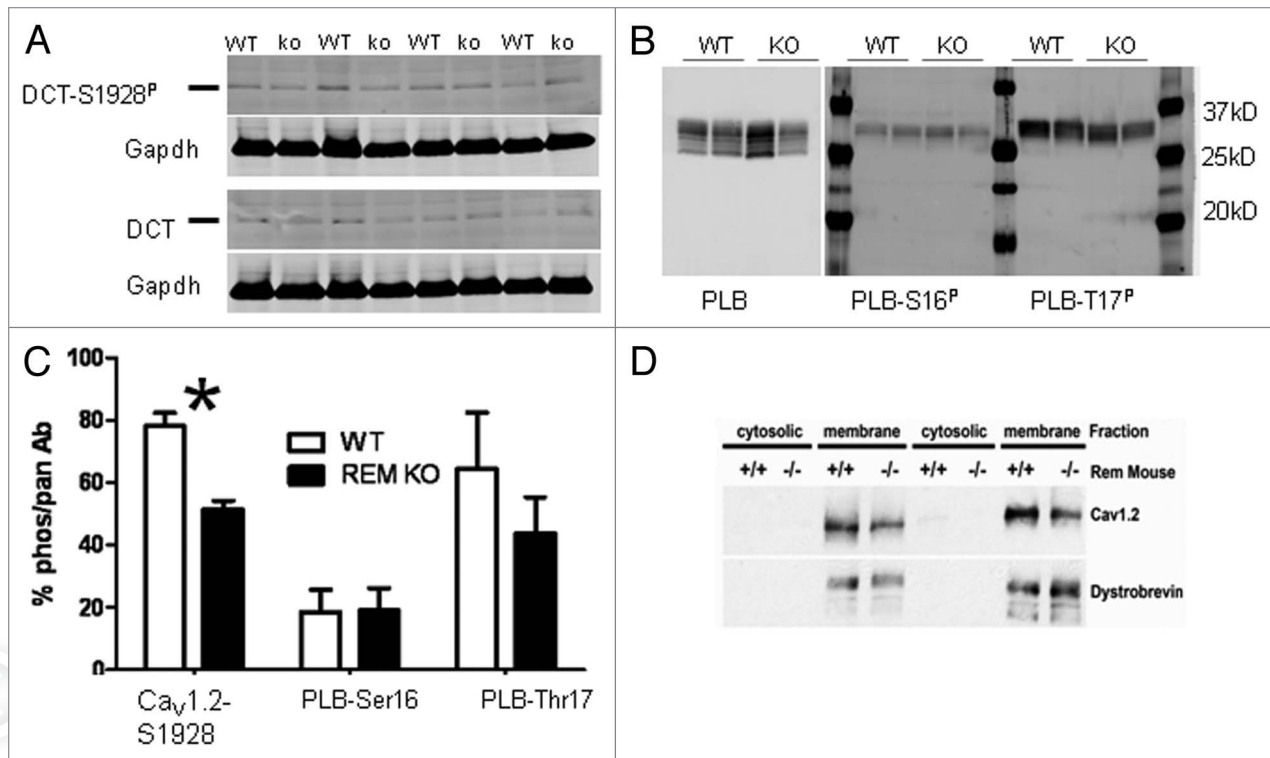 A
WT ko WT ko WT ko WT ko
DCT-S1928ᴾ
Gapdh
DCT
Gapdh
B
WT KO WT KO WT KO
37kD
25kD
20kD
PLB PLB-S16ᴾ PLB-T17ᴾ
C
% phos/pan Ab
100
80
60
40
20
0
*
WT
REM KO
Caᵥ1.2-
S1928
PLB-Ser16
PLB-Thr17
D
cytosolic membrane cytosolic membrane Fraction
+/+ -/- +/+ -/- +/+ -/- +/+ -/- Rem Mouse
Cav1.2
Dystrobrevin